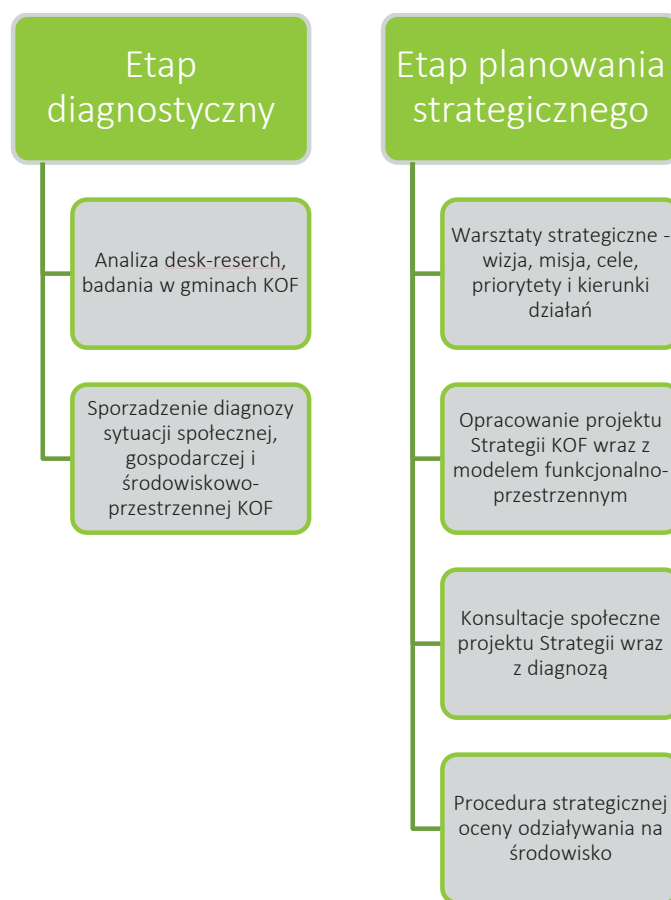 Etap
diagnostyczny
Analiza desk-reserch,
badania w gminach KOF
Sporzadzenie diagnozy
sytuacji społecznej,
gospodarczej i
środowiskowo-
przestrzennej KOF
Etap planowania
strategicznego
Warsztaty strategiczne -
wizja, misja, cele,
priorytety i kierunki
działań
Opracowanie projektu
Strategii KOF wraz z
modelem funkcjonalno-
przestrzennym
Konsultacje społeczne
projektu Strategii wraz
z diagnozą
Procedura strategicznej
oceny odziaływania na
środowisko